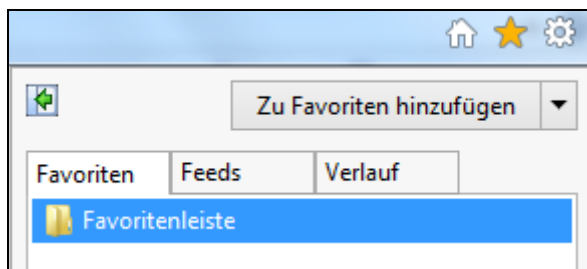 Zu Favoriten hinzufügen
Favoriten Feeds Verlauf
Favoritenleiste